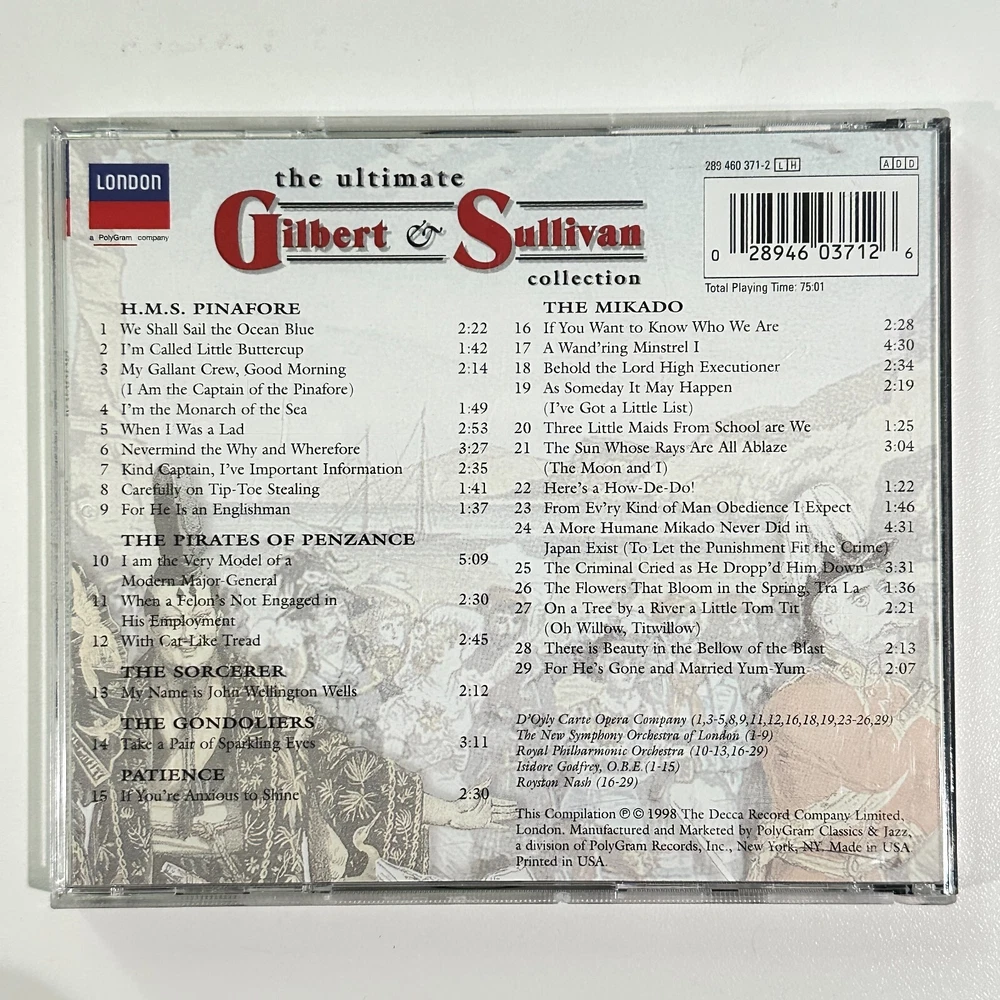 LONDON
a PolyGram company
the ultimate
Gilbert & Sullivan
collection
289 460 371-2 LH
ADD
0 28946 03712 6
Total Playing Time: 75:01
H.M.S. PINAFORE
1 We Shall Sail the Ocean Blue 2:22
2 I'm Called Little Buttercup 1:42
3 My Gallant Crew, Good Morning 2:14
(I Am the Captain of the Pinafore)
4 I'm the Monarch of the Sea 1:49
5 When I Was a Lad 2:53
6 Nevermind the Why and Wherefore 3:27
7 Kind Captain, I've Important Information 2:35
8 Carefully on Tip-Toe Stealing 1:41
9 For He Is an Englishman 1:37
THE PIRATES OF PENZANCE
10 I am the Very Model of a 5:09
Modern Major-General
11 When a Felon's Not Engaged in 2:30
His Employment
12 With Cat-Like Tread 2:45
THE SORCERER
13 My Name is John Wellington Wells 2:12
THE GONDOLIERS
14 Take a Pair of Sparkling Eyes 3:11
PATIENCE
15 If You're Anxious to Shine 2:30
THE MIKADO
16 If You Want to Know Who We Are 2:28
17 A Wand'ring Minstrel I 4:30
18 Behold the Lord High Executioner 2:34
19 As Someday It May Happen 2:19
(I've Got a Little List)
20 Three Little Maids From School are We 1:25
21 The Sun Whose Rays Are All Ablaze 3:04
(The Moon and I)
22 Here's a How-De-Do! 1:22
23 From Ev'ry Kind of Man Obedience I Expect 1:46
24 A More Humane Mikado Never Did in 4:31
Japan Exist (To Let the Punishment Fit the Crime)
25 The Criminal Cried as He Dropp'd Him Down 3:31
26 The Flowers That Bloom in the Spring, Tra La 1:36
27 On a Tree by a River a Little Tom Tit 2:21
(Oh Willow, Titwillow)
28 There is Beauty in the Bellow of the Blast 2:13
29 For He's Gone and Married Yum-Yum 2:07
D'Oyly Carte Opera Company (1,3-5,8,9,11,12,16,18,19,23-26,29)
The New Symphony Orchestra of London (1-9)
Royal Philharmonic Orchestra (10-13,16-29)
Isidore Godfrey, O.B.E.(1-15)
Royston Nash (16-29)
This Compilation ℗ © 1998 The Decca Record Company Limited,
London. Manufactured and Marketed by PolyGram Classics & Jazz,
a division of PolyGram Records, Inc., New York, NY. Made in USA.
Printed in USA.